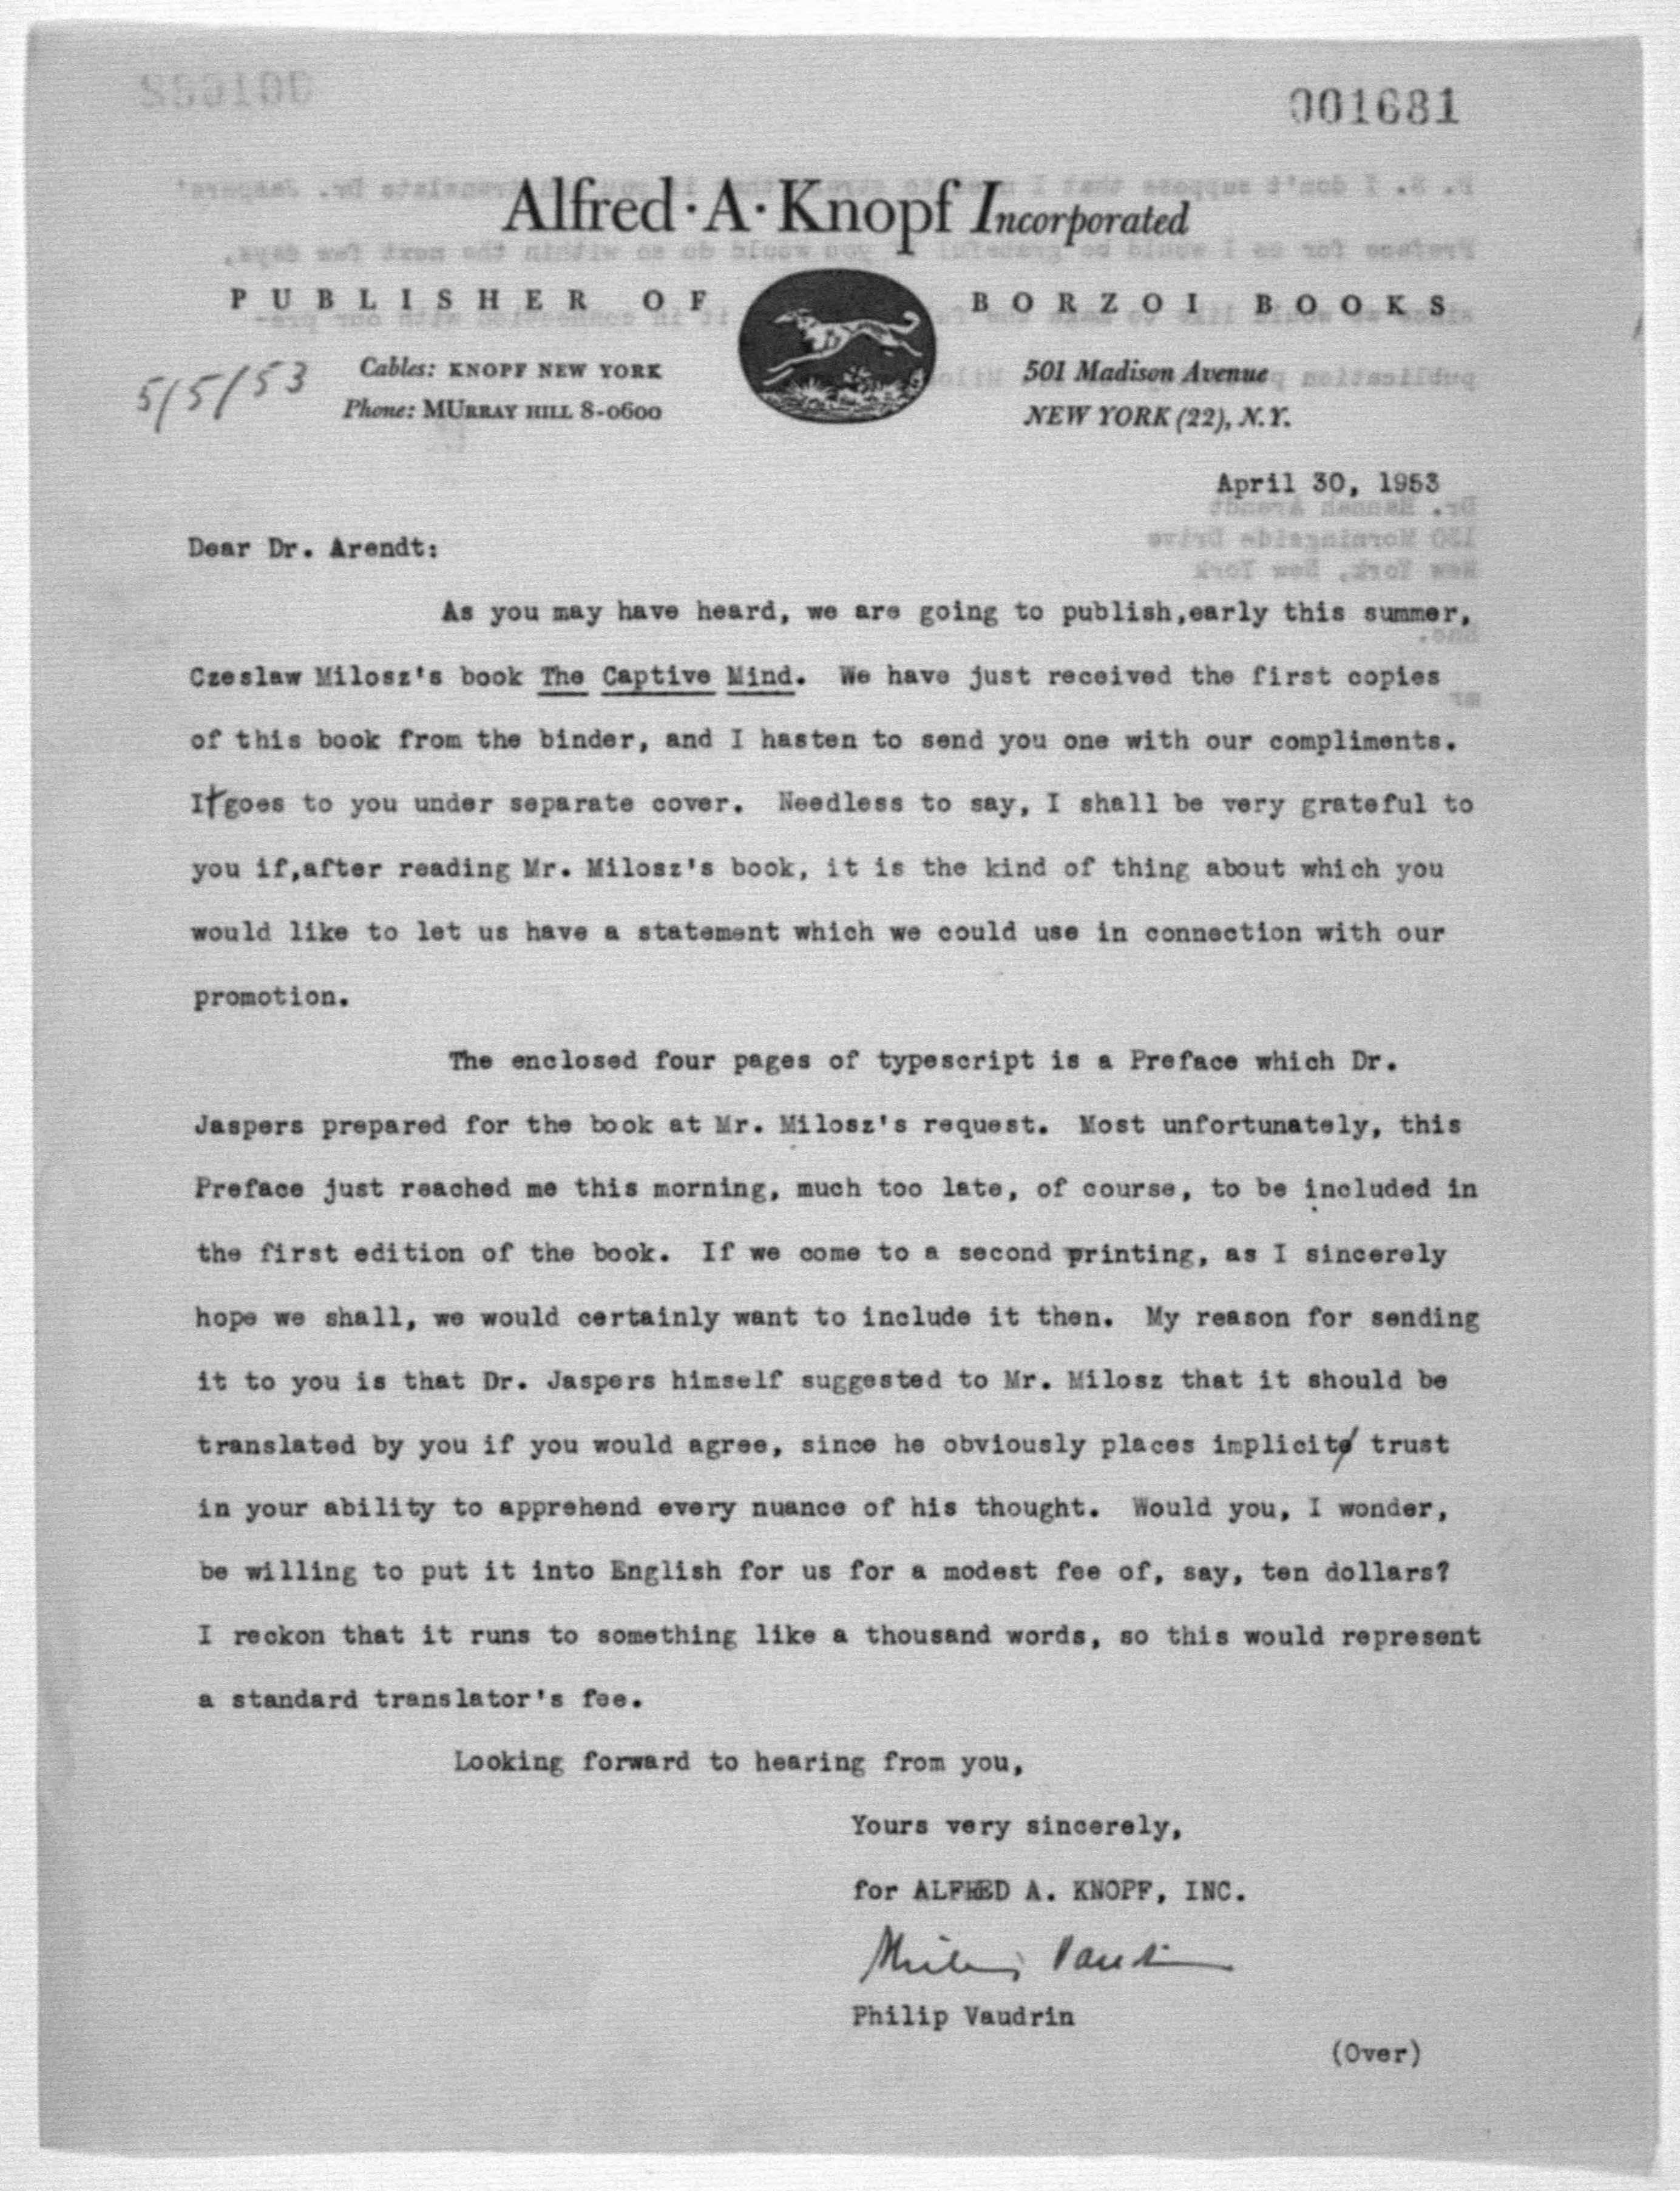 001681
Alfred · A · Knopf Incorporated
PUBLISHER OF BORZOI BOOKS
5/5/53
Cables: KNOPF NEW YORK
Phone: MURRAY HILL 8-0600
501 Madison Avenue
NEW YORK (22), N.Y.
April 30, 1953
Dear Dr. Arendt:
As you may have heard, we are going to publish,early this summer,
Czeslaw Milosz's book The Captive Mind. We have just received the first copies
of this book from the binder, and I hasten to send you one with our compliments.
It goes to you under separate cover. Needless to say, I shall be very grateful to
you if,after reading Mr. Milosz's book, it is the kind of thing about which you
would like to let us have a statement which we could use in connection with our
promotion.
The enclosed four pages of typescript is a Preface which Dr.
Jaspers prepared for the book at Mr. Milosz's request. Most unfortunately, this
Preface just reached me this morning, much too late, of course, to be included in
the first edition of the book. If we come to a second printing, as I sincerely
hope we shall, we would certainly want to include it then. My reason for sending
it to you is that Dr. Jaspers himself suggested to Mr. Milosz that it should be
translated by you if you would agree, since he obviously places implicit trust
in your ability to apprehend every nuance of his thought. Would you, I wonder,
be willing to put it into English for us for a modest fee of, say, ten dollars?
I reckon that it runs to something like a thousand words, so this would represent
a standard translator's fee.
Looking forward to hearing from you,
Yours very sincerely,
for ALFRED A. KNOPF, INC.
Philip Vaudrin
Philip Vaudrin
(Over)